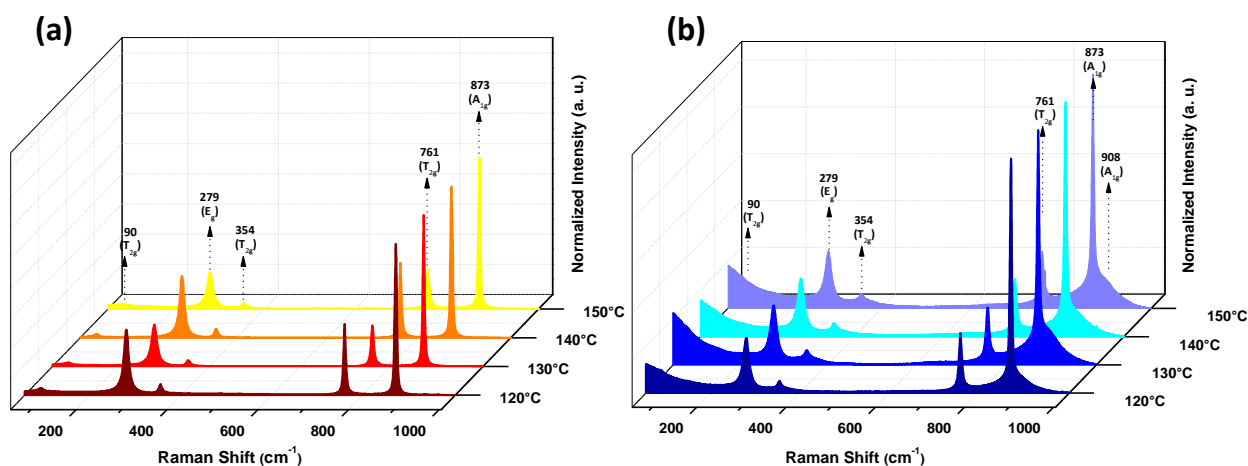 (a)
873
(A1g)
761
(T2g)
279
(Eg)
354
(T2g)
90
(T2g)
Normalized Intensity (a. u.)
150°C
140°C
130°C
120°C
200 400 600 800 1000
Raman Shift (cm-1)
(b)
873
(A1g)
761
(T2g)
908
(A1g)
279
(Eg)
90
(T2g)
354
(T2g)
Normalized Intensity (a. u.)
150°C
140°C
130°C
120°C
200 400 600 800 1000
Raman Shift (cm-1)